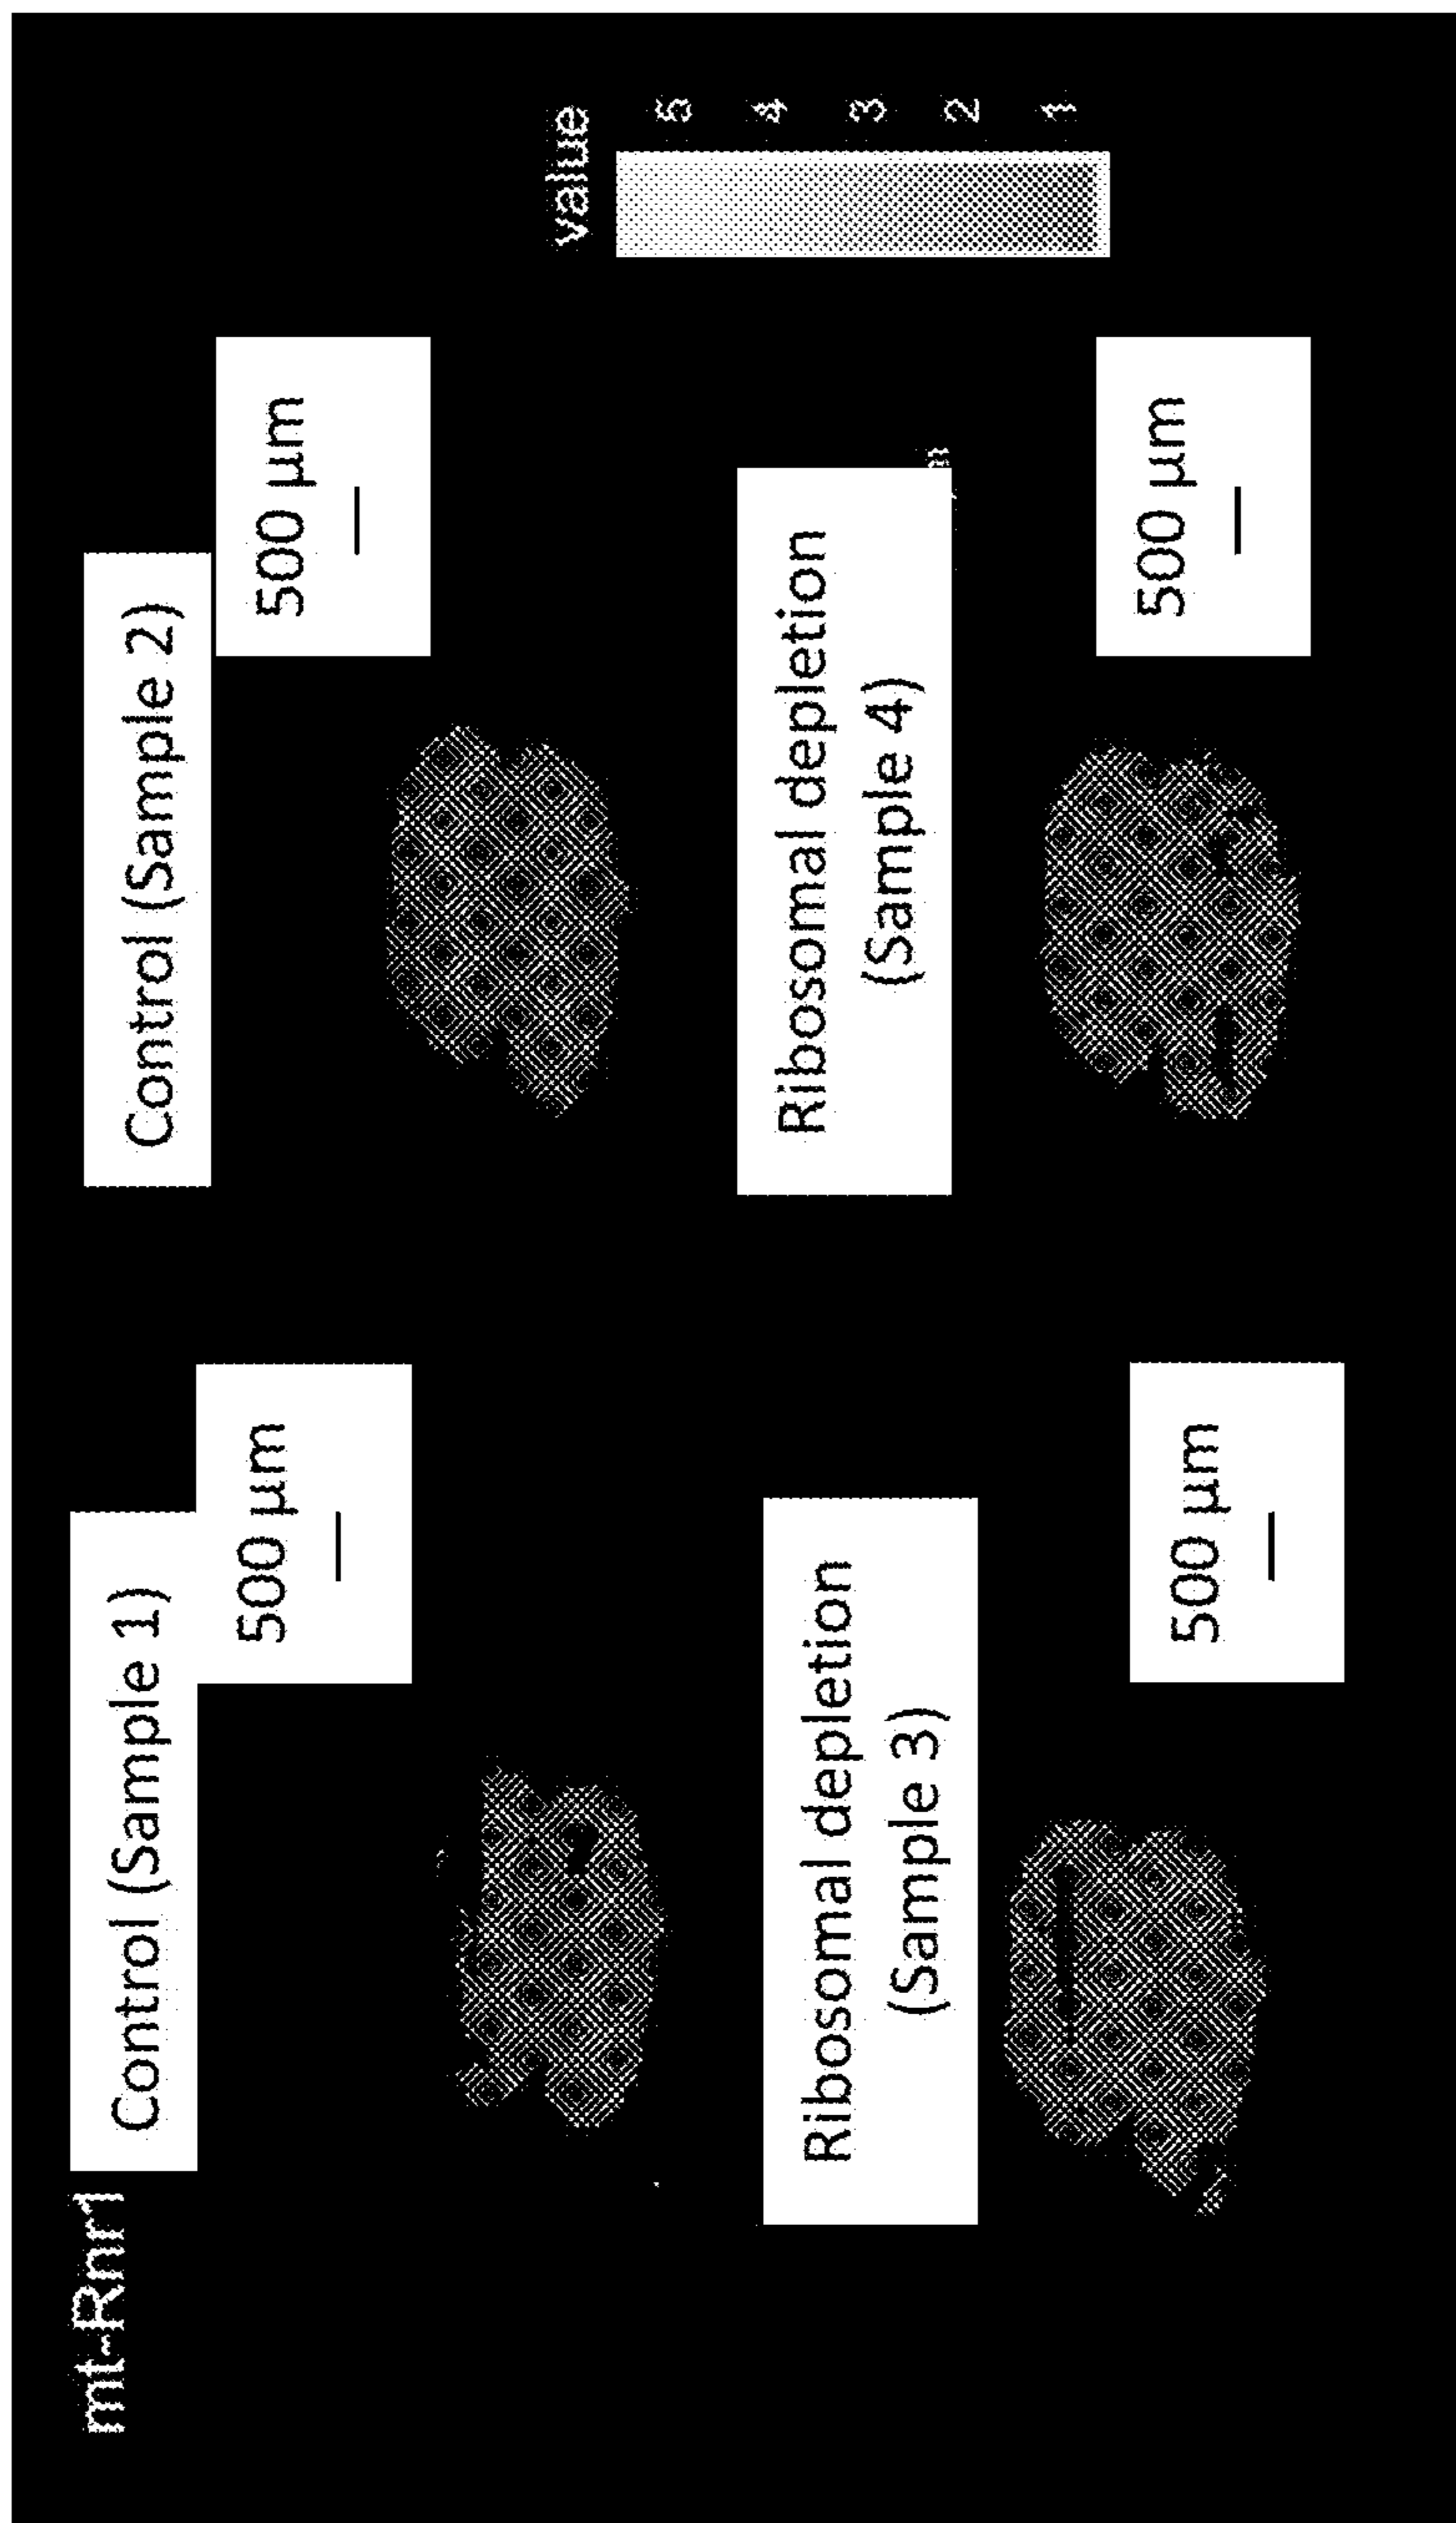 mt-Rnr1
Control (Sample 1)
500 µm
Control (Sample 2)
500 µm
value
5
4
3
2
1
Ribosomal depletion
(Sample 3)
500 µm
Ribosomal depletion
(Sample 4)
500 µm